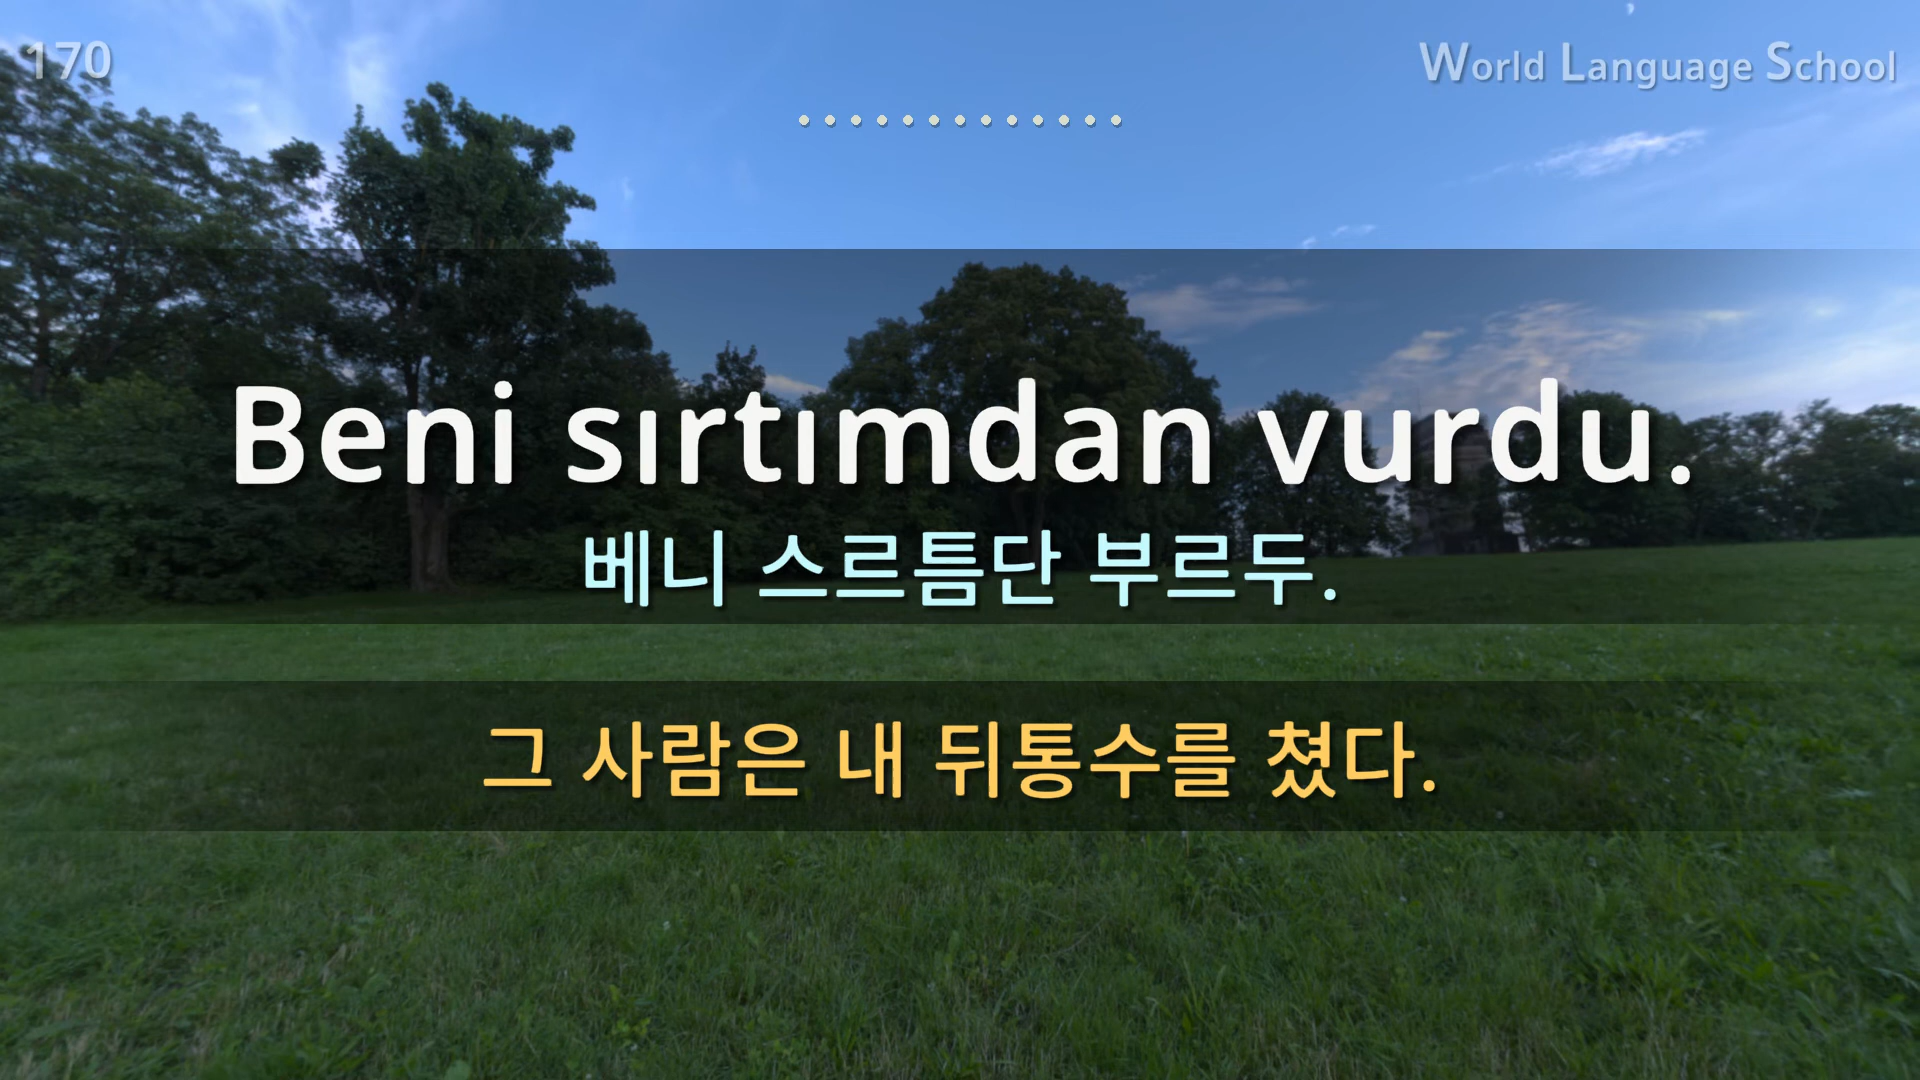 170
World Language School
Beni sırtımdan vurdu.
베니 스르틈단 부르두.
그 사람은 내 뒤통수를 쳤다.